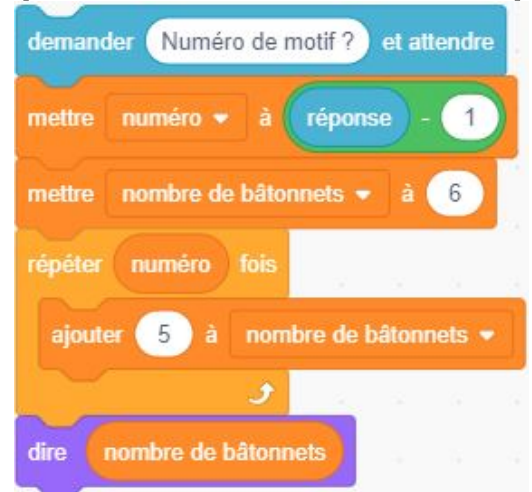 demander Numéro de motif ? et attendre
mettre numéro à réponse - 1
mettre nombre de bâtonnets à 6
répéter numéro fois
ajouter 5 à nombre de bâtonnets
dire nombre de bâtonnets